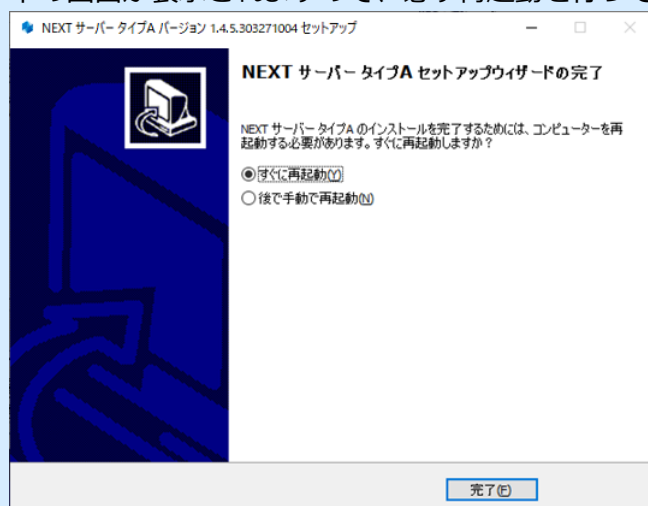 NEXT サーバー タイプA バージョン 1.4.5.303271004 セットアップ
NEXT サーバー タイプA セットアップウィザードの完了
NEXT サーバー タイプA のインストールを完了するためには、コンピューターを再
起動する必要があります。すぐに再起動しますか？
すぐに再起動(Y)
後で手動で再起動(N)
完了(F)